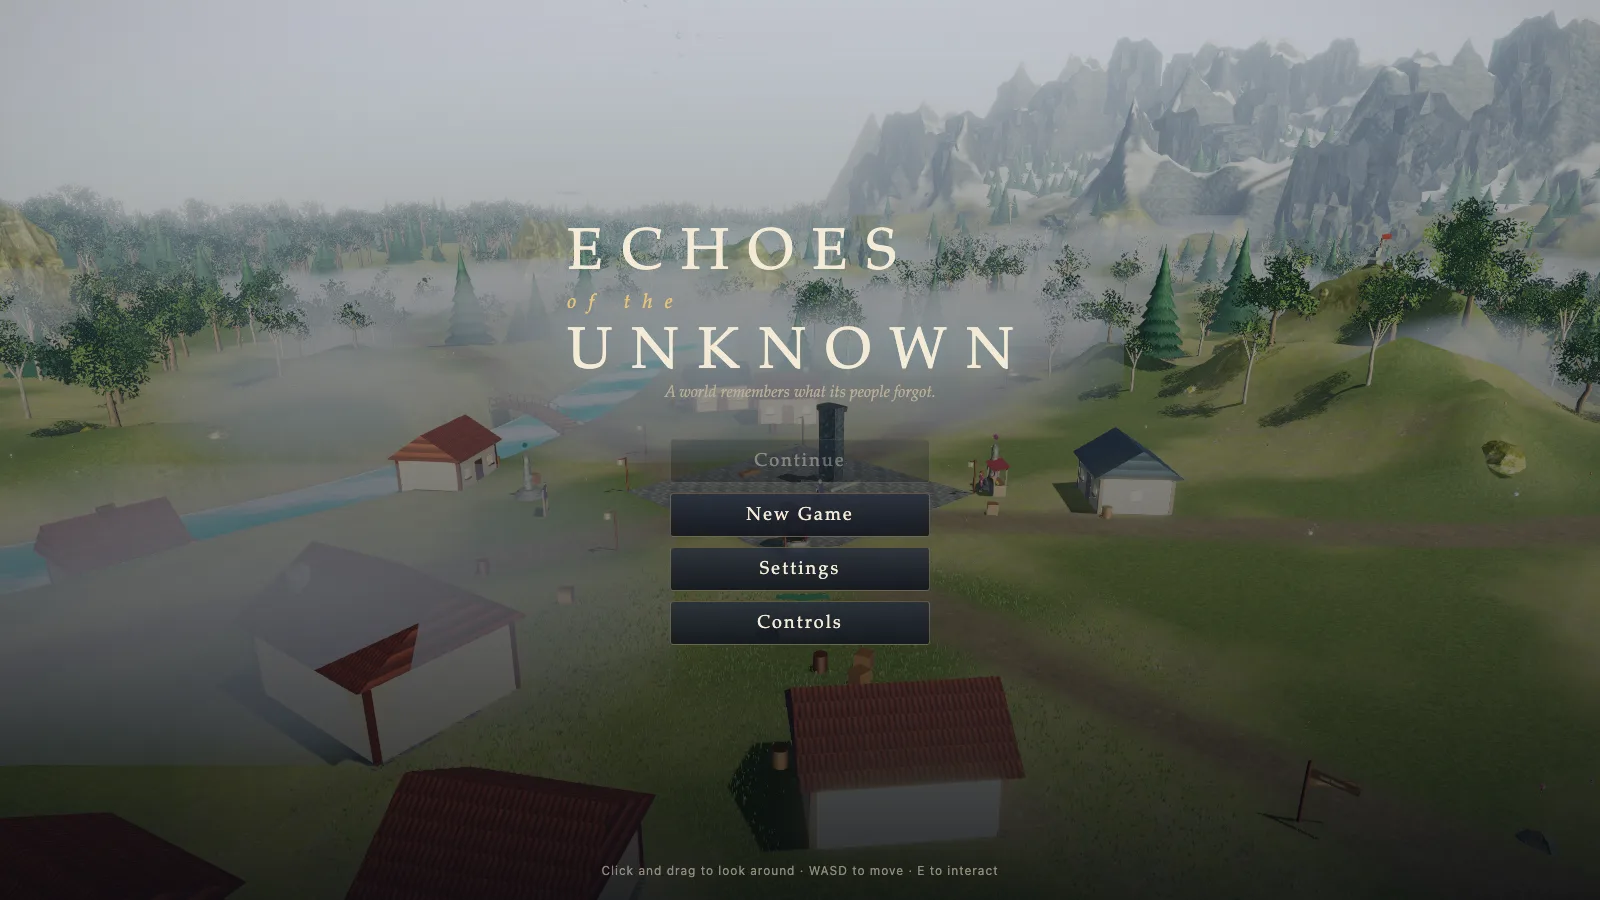 ECHOES
of the
UNKNOWN
A world remembers what its people forgot.
Continue
New Game
Settings
Controls
Click and drag to look around · WASD to move · E to interact